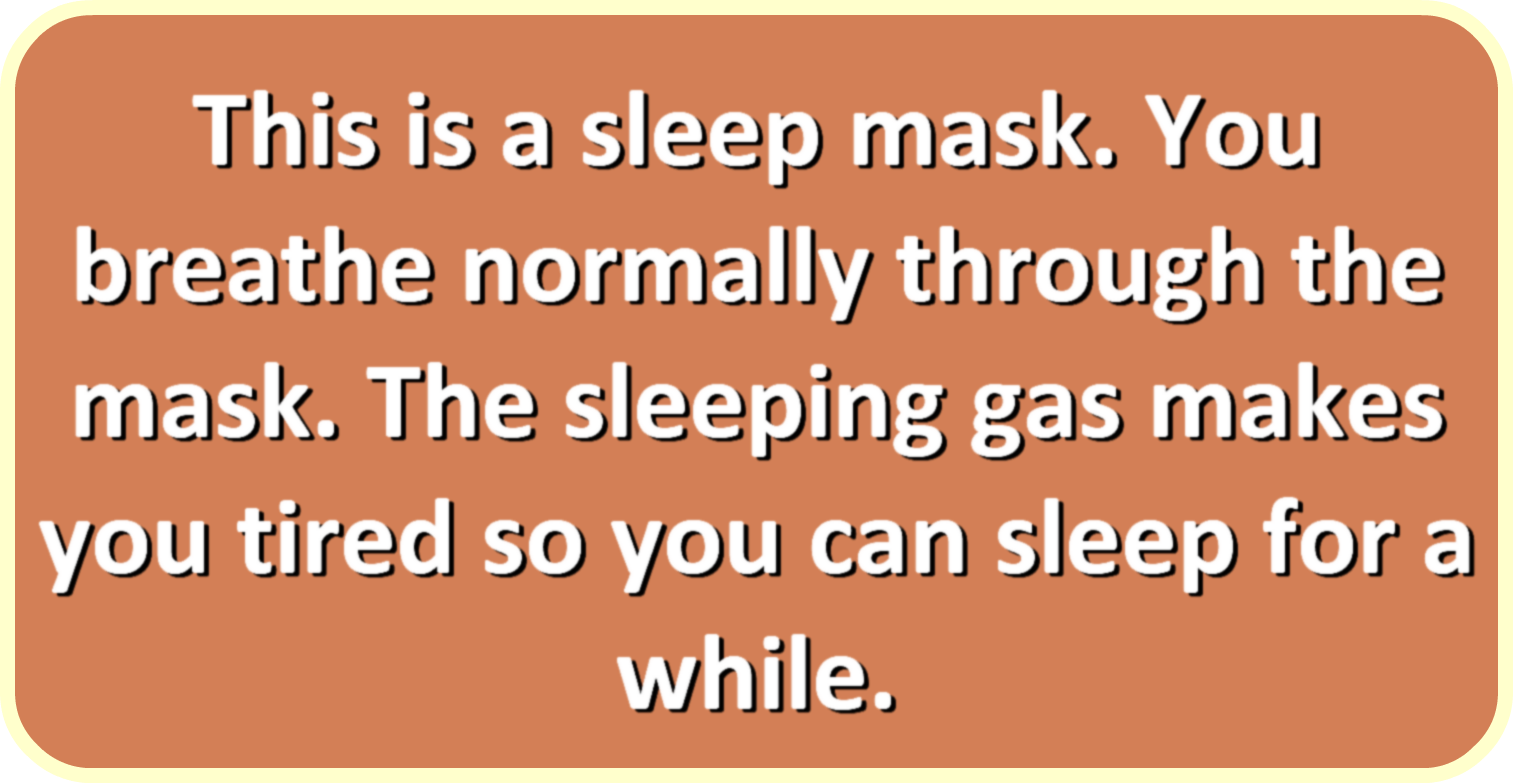 This is a sleep mask. You
breathe normally through the
mask. The sleeping gas makes
you tired so you can sleep for a
while.